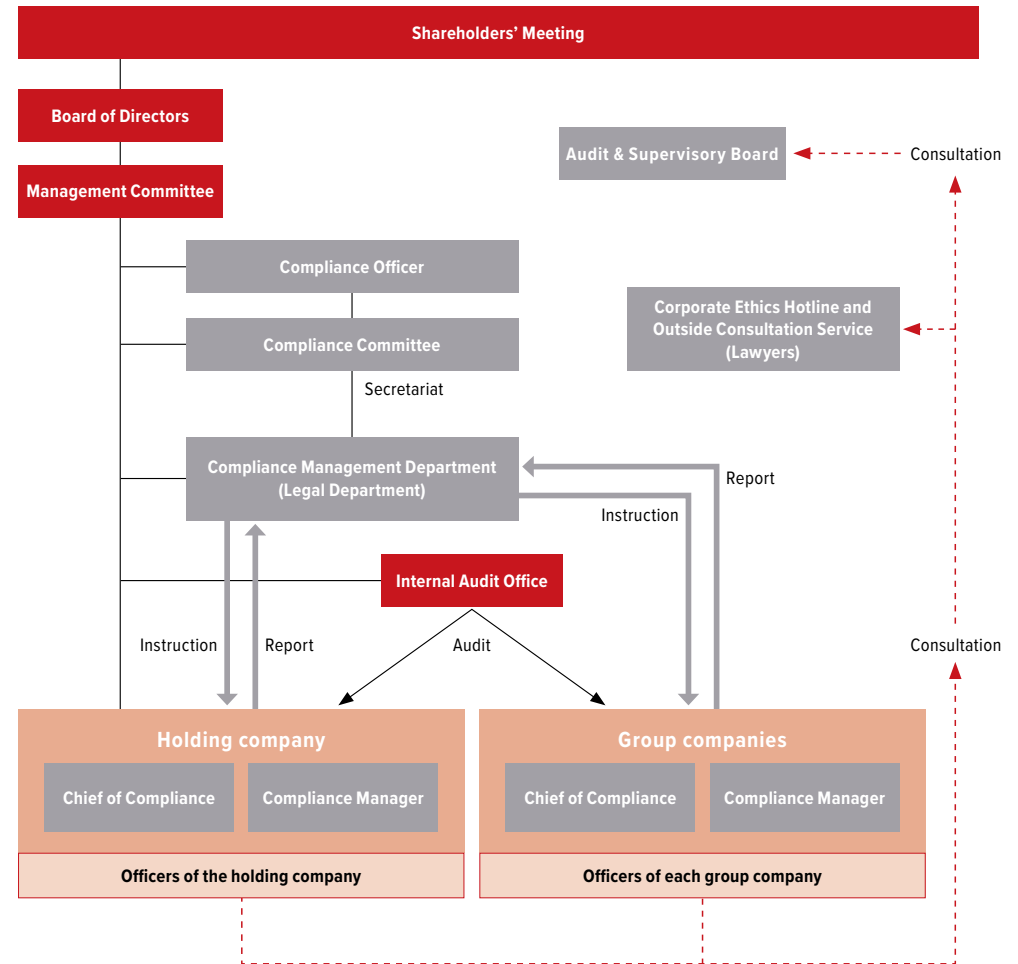 Shareholders’ Meeting
Board of Directors
Audit & Supervisory Board
Consultation
Management Committee
Compliance Officer
Corporate Ethics Hotline and
Outside Consultation Service
(Lawyers)
Compliance Committee
Secretariat
Compliance Management Department
(Legal Department)
Report
Instruction
Internal Audit Office
Instruction
Report
Audit
Consultation
Holding company
Chief of Compliance
Compliance Manager
Officers of the holding company
Group companies
Chief of Compliance
Compliance Manager
Officers of each group company